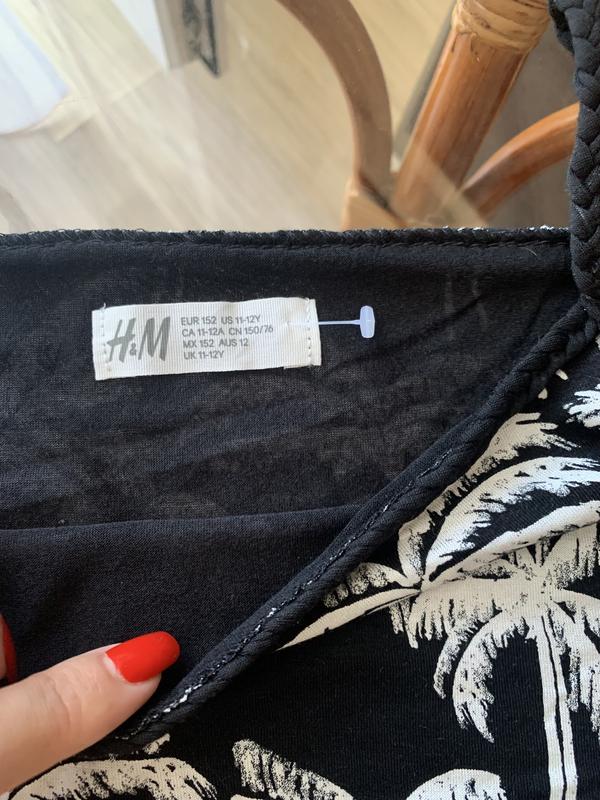 H&M
EUR 152 US 11-12Y
CA 11-12A CN 150/76
MX 152 AUS 12
UK 11-12Y